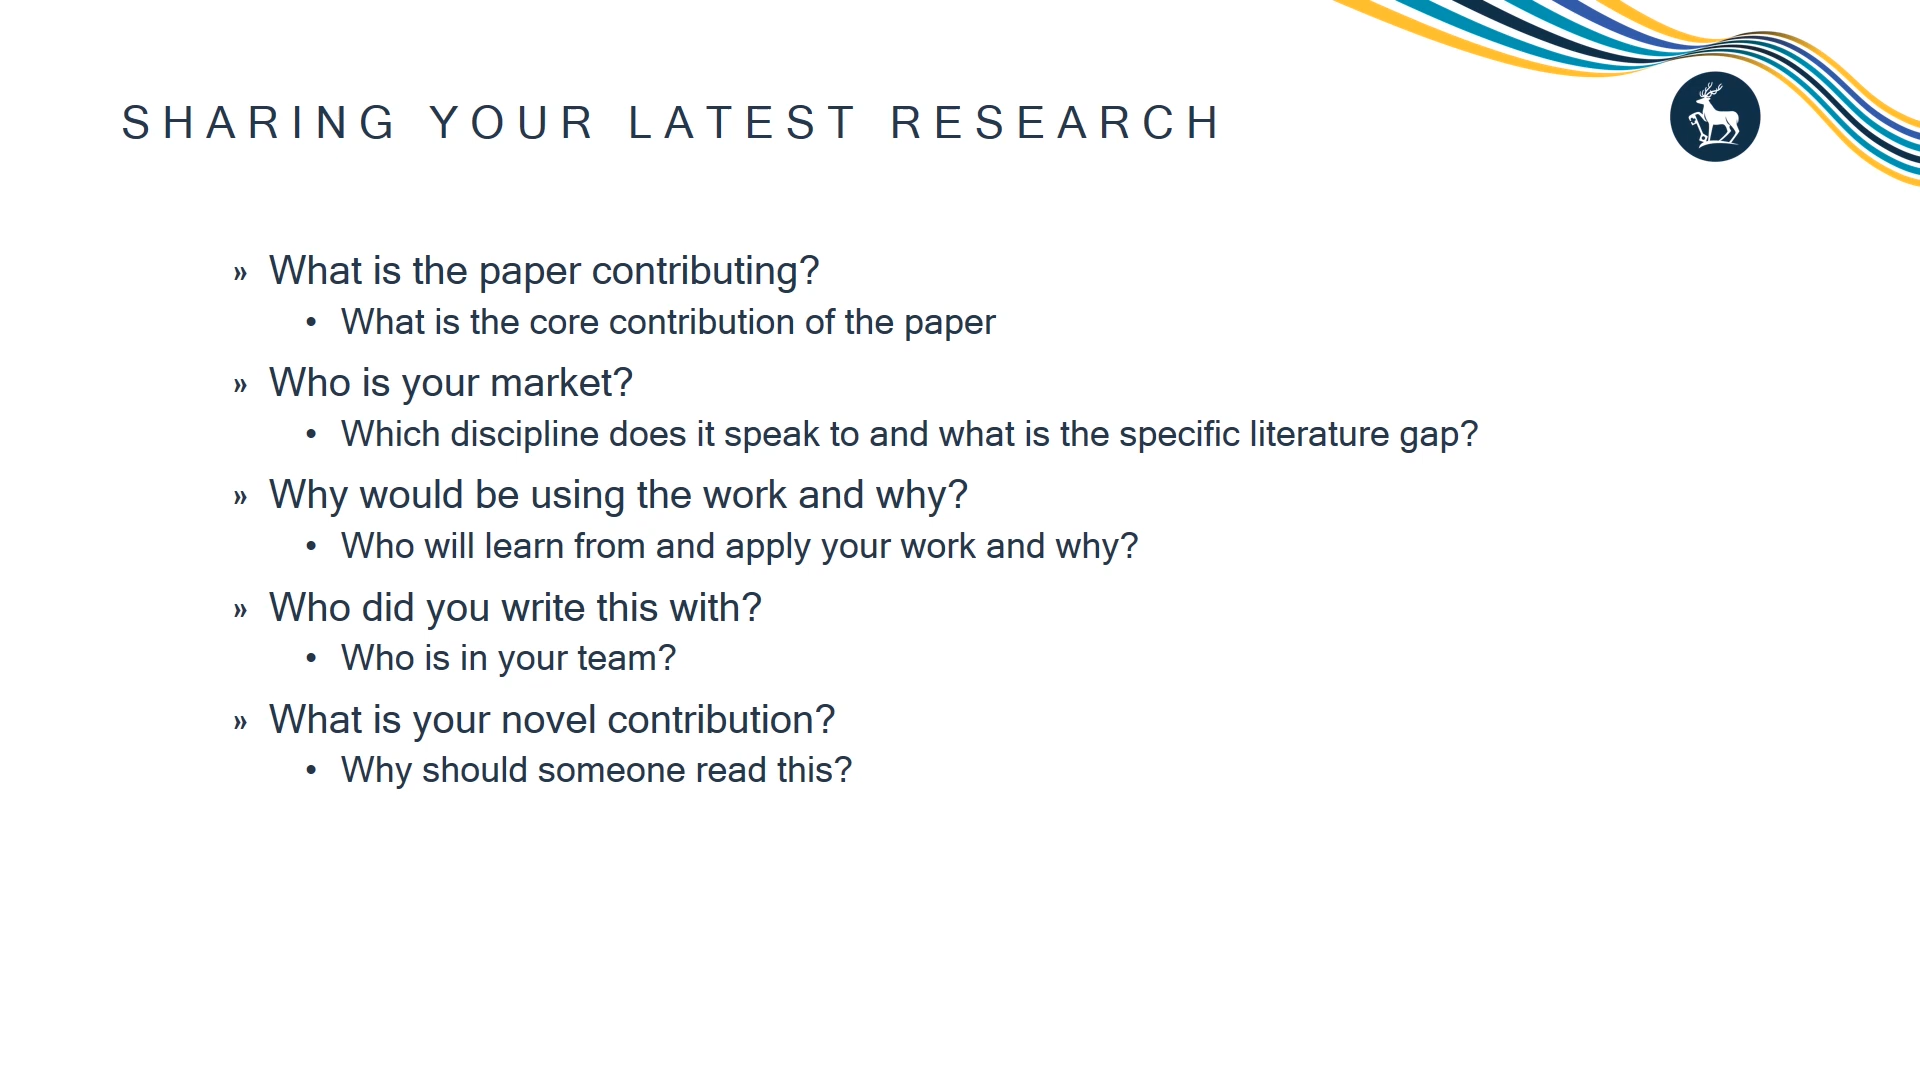 SHARING YOUR LATEST RESEARCH
» What is the paper contributing?
• What is the core contribution of the paper
» Who is your market?
• Which discipline does it speak to and what is the specific literature gap?
» Why would be using the work and why?
• Who will learn from and apply your work and why?
» Who did you write this with?
• Who is in your team?
» What is your novel contribution?
• Why should someone read this?